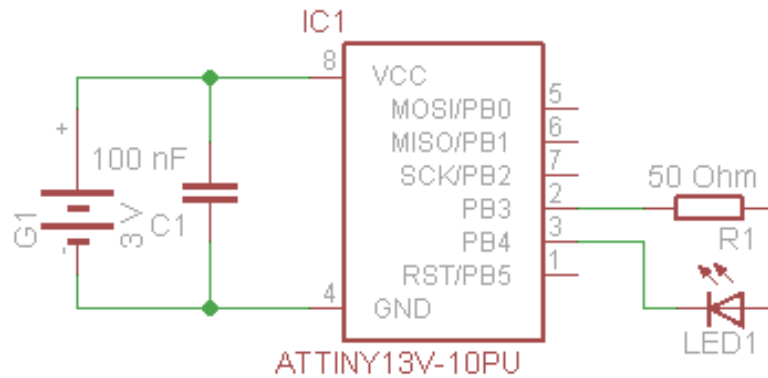 IC1
8
VCC
MOSI/PB0
5
MISO/PB1
6
SCK/PB2
7
PB3
2
PB4
3
RST/PB5
1
4
GND
ATTINY13V-10PU
+
-
G1
3 V
100 nF
C1
50 Ohm
R1
LED1